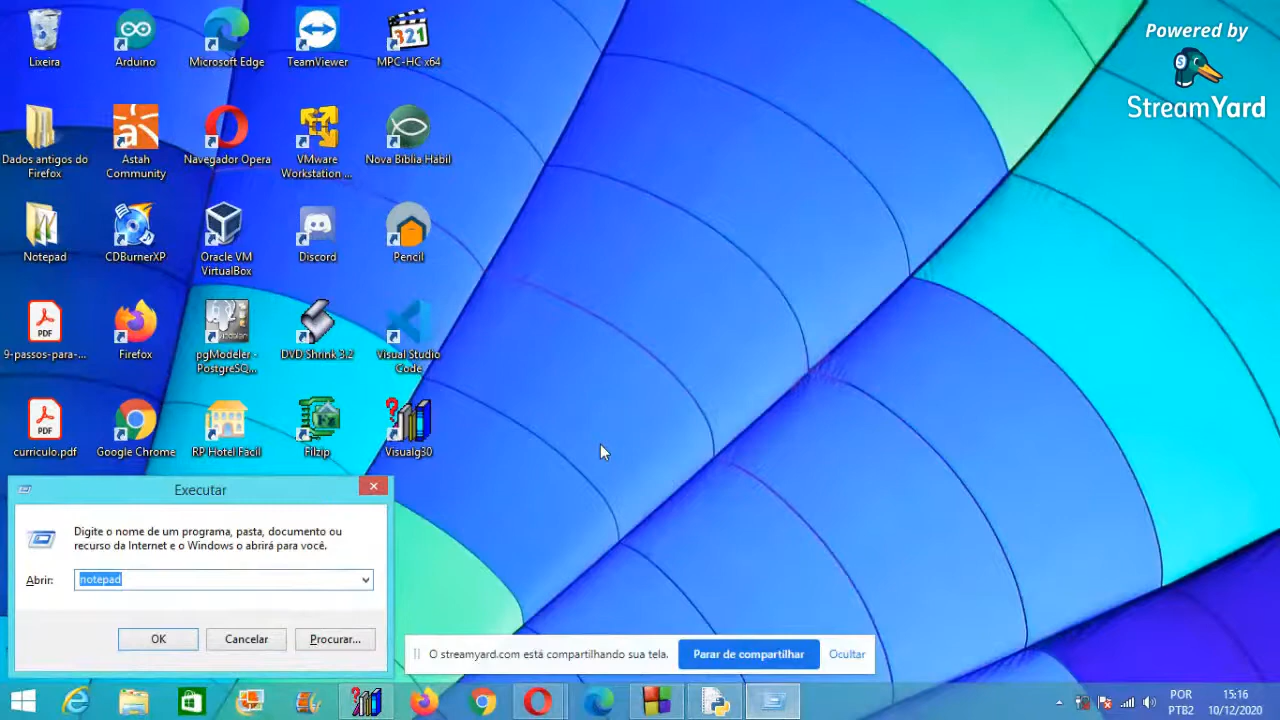 Lixeira
Arduino
Microsoft Edge
TeamViewer
MPC-HC x64
Powered by
StreamYard
Dados antigos do
Firefox
Astah
Community
Navegador Opera
VMware
Workstation ...
Nova Bíblia Hábil
Notepad
CDBurnerXP
Oracle VM
VirtualBox
Discord
Pencil
9-passos-para-...
Firefox
pgModeler -
PostgreSQ...
DVD Shrink 3.2
Visual Studio
Code
curriculo.pdf
Google Chrome
RP Hotel Facil
Filzip
Visualg30
Executar
Digite o nome de um programa, pasta, documento ou
recurso da Internet e o Windows o abrirá para você.
Abrir: notepad
OK Cancelar Procurar...
O streamyard.com está compartilhando sua tela. Parar de compartilhar Ocultar
POR
PTB2
15:16
10/12/2020